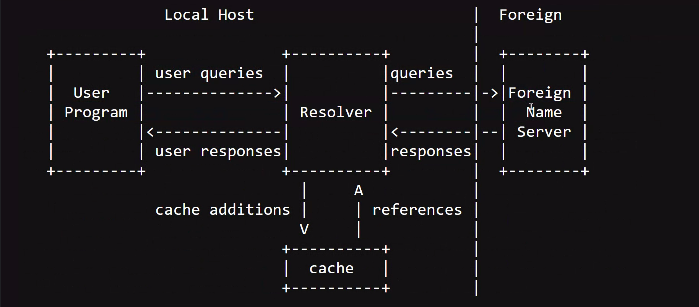 Local Host | Foreign
|
+---------+ +----------+ | +--------+
| | user queries | |queries | | |
| User |-------------->| |---------|->|Foreign |
| Program | | Resolver | | | Name |
| |<--------------| |<--------|--| Server |
| | user responses| |responses| | |
+---------+ +----------+ | +--------+
| A |
cache additions | | references |
V | |
+----------+ |
| cache | |
+----------+ |